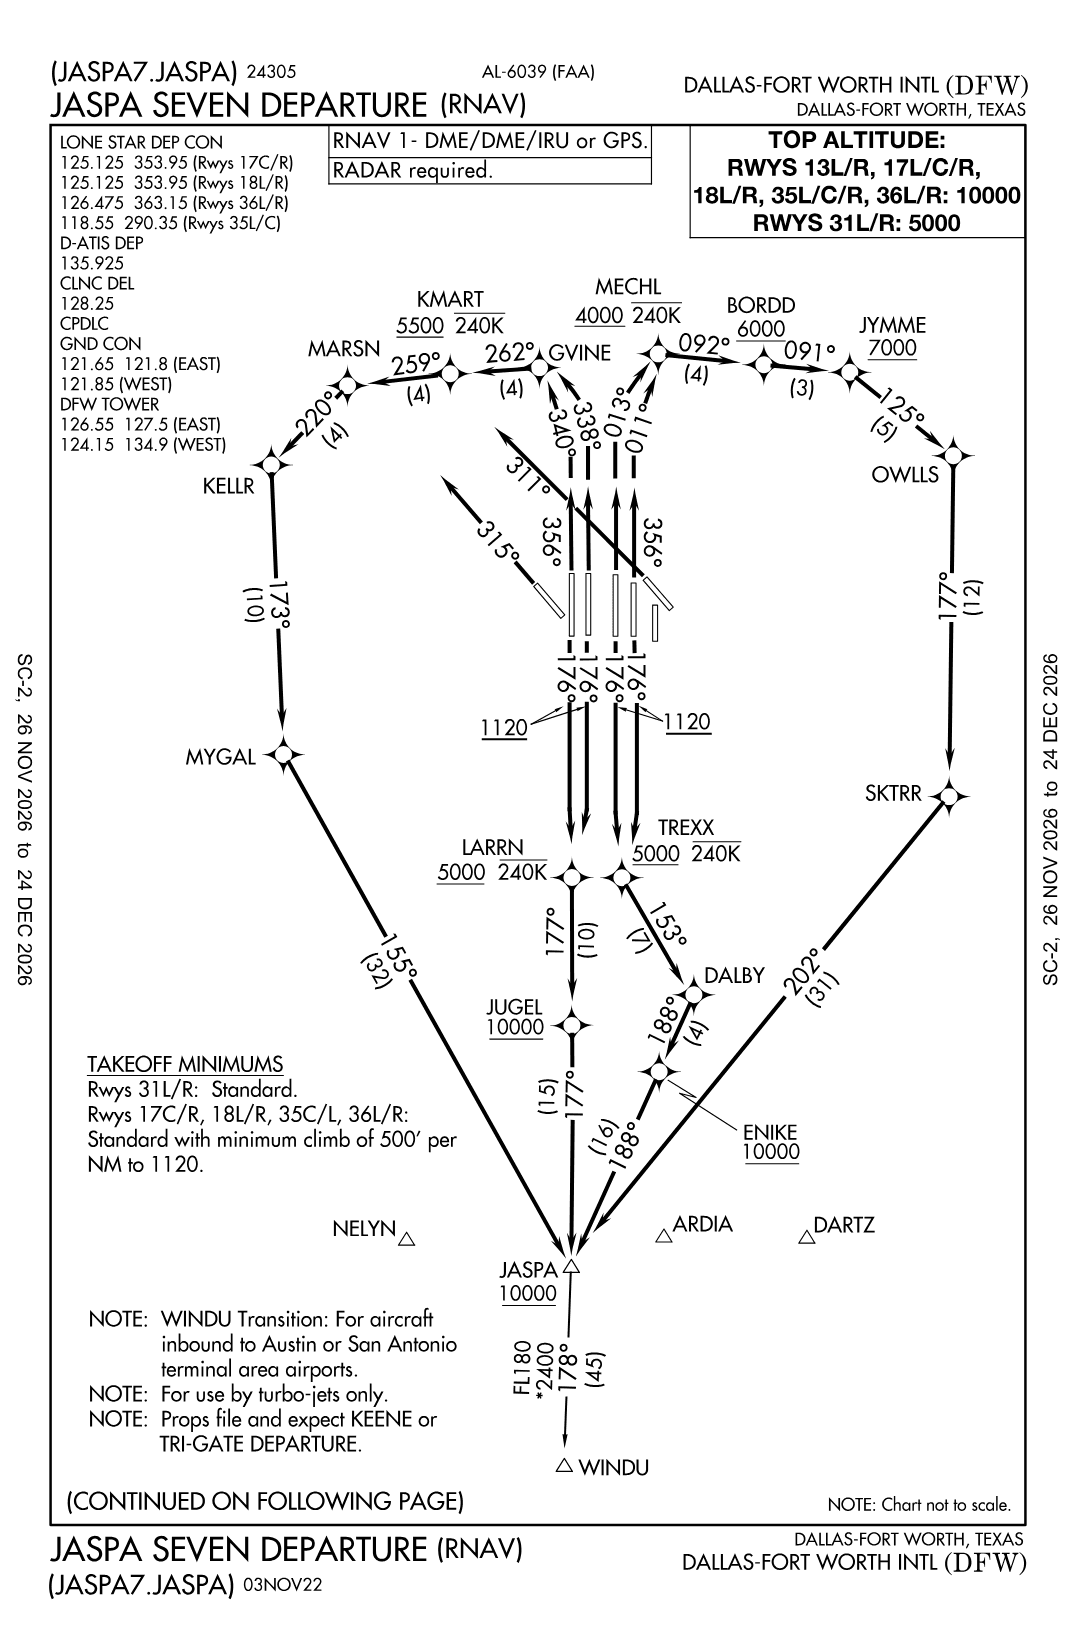 (JASPA7.JASPA) 24305
AL-6039 (FAA)
DALLAS-FORT WORTH INTL (DFW)
JASPA SEVEN DEPARTURE (RNAV)
DALLAS-FORT WORTH, TEXAS
LONE STAR DEP CON
125.125 353.95 (Rwys 17C/R)
125.125 353.95 (Rwys 18L/R)
126.475 363.15 (Rwys 36L/R)
118.55 290.35 (Rwys 35L/C)
D-ATIS DEP
135.925
CLNC DEL
128.25
CPDLC
GND CON
121.65 121.8 (EAST)
121.85 (WEST)
DFW TOWER
126.55 127.5 (EAST)
124.15 134.9 (WEST)
RNAV 1- DME/DME/IRU or GPS.
RADAR required.
TOP ALTITUDE:
RWYS 13L/R, 17L/C/R,
18L/R, 35L/C/R, 36L/R: 10000
RWYS 31L/R: 5000
MECHL
4000 240K
KMART
5500 240K
BORDD
6000
JYMME
7000
MARSN
GVINE
259°
(4)
262°
(4)
092°
(4)
091°
(3)
125°
(5)
220°
(4)
KELLR
OWLLS
340°
338°
013°
011°
311°
315°
356°
356°
173°
(10)
177°
(12)
176°
176°
176°
176°
1120
1120
MYGAL
SKTRR
LARRN
5000 240K
TREXX
5000 240K
177°
(10)
153°
(7)
155°
(32)
202°
(31)
DALBY
JUGEL
10000
188°
(4)
(15)
177°
(16)
188°
ENIKE
10000
TAKEOFF MINIMUMS
Rwys 31L/R: Standard.
Rwys 17C/R, 18L/R, 35C/L, 36L/R:
Standard with minimum climb of 500' per
NM to 1120.
NELYN
ARDIA
DARTZ
JASPA
10000
FL180
*2400
178°
(45)
WINDU
NOTE: WINDU Transition: For aircraft
inbound to Austin or San Antonio
terminal area airports.
NOTE: For use by turbo-jets only.
NOTE: Props file and expect KEENE or
TRI-GATE DEPARTURE.
(CONTINUED ON FOLLOWING PAGE)
NOTE: Chart not to scale.
JASPA SEVEN DEPARTURE (RNAV)
(JASPA7.JASPA) 03NOV22
DALLAS-FORT WORTH, TEXAS
DALLAS-FORT WORTH INTL (DFW)
SC-2, 26 NOV 2026 to 24 DEC 2026
SC-2, 26 NOV 2026 to 24 DEC 2026